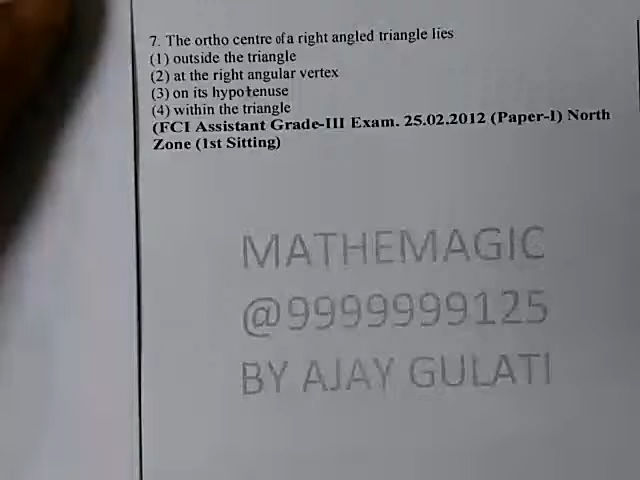 7. The ortho centre of a right angled triangle lies
(1) outside the triangle
(2) at the right angular vertex
(3) on its hypotenuse
(4) within the triangle
(FCI Assistant Grade-III Exam. 25.02.2012 (Paper-I) North
Zone (1st Sitting)
MATHEMAGIC
@9999999125
BY AJAY GULATI